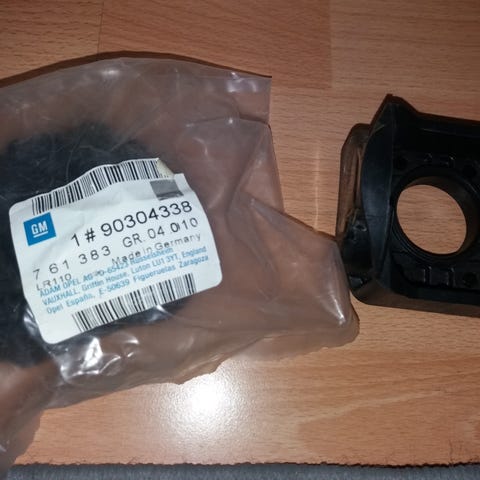 GM
1 # 90304338
7 61 383 GR. 04.010
LR110 Made in Germany
ADAM OPEL AG D-65423 Rüsselsheim
VAUXHALL, Griffin House, Luton LU1 3YT, England
Opel España, E-50639 Figueruelas Zaragoza